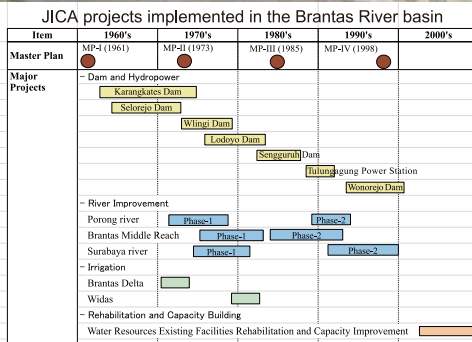 JICA projects implemented in the Brantas River basin
Item 1960's 1970's 1980's 1990's 2000's
Master Plan MP-I (1961) MP-II (1973) MP-III (1985) MP-IV (1998)
Major Projects
- Dam and Hydropower
Karangkates Dam
Selorejo Dam
Wlingi Dam
Lodoyo Dam
Sengguruh Dam
Tulungagung Power Station
Wonorejo Dam
- River Improvement
Porong river Phase-1 Phase-2
Brantas Middle Reach Phase-1 Phase-2
Surabaya river Phase-1 Phase-2
- Irrigation
Brantas Delta
Widas
- Rehabilitation and Capacity Building
Water Resources Existing Facilities Rehabilitation and Capacity Improvement